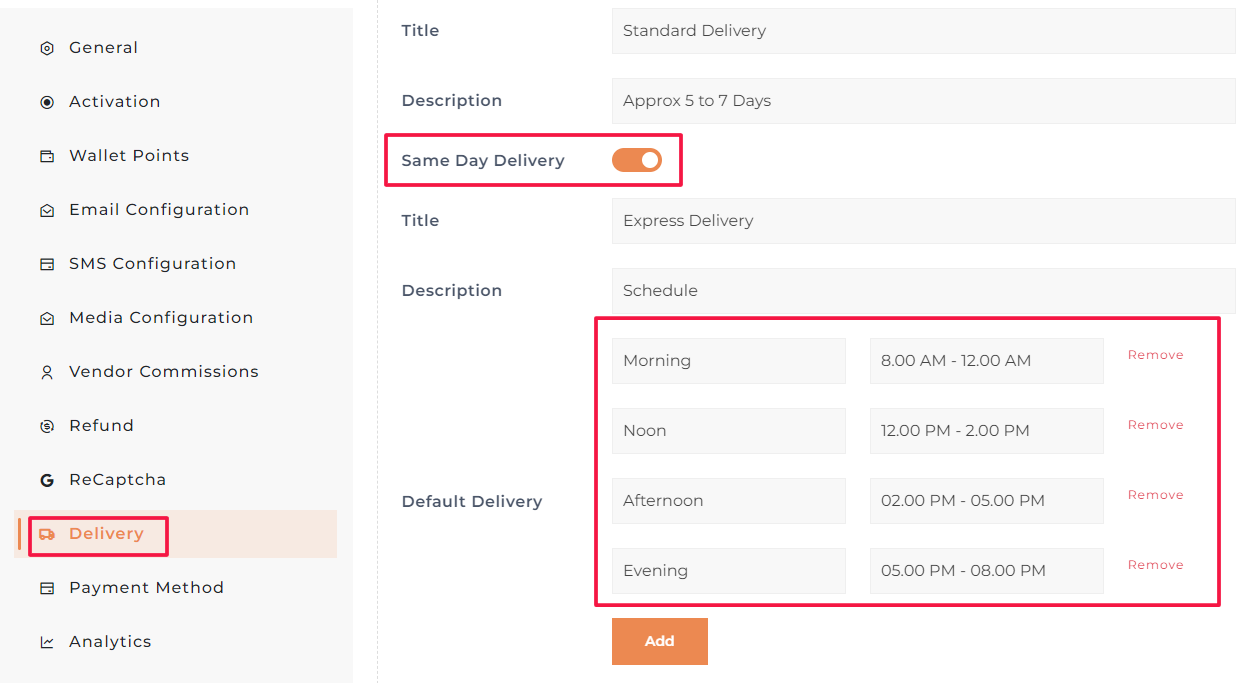 General
Activation
Wallet Points
Email Configuration
SMS Configuration
Media Configuration
Vendor Commissions
Refund
ReCaptcha
Delivery
Payment Method
Analytics
Title Standard Delivery
Description Approx 5 to 7 Days
Same Day Delivery
Title Express Delivery
Description Schedule
Default Delivery
Morning 8.00 AM - 12.00 AM Remove
Noon 12.00 PM - 2.00 PM Remove
Afternoon 02.00 PM - 05.00 PM Remove
Evening 05.00 PM - 08.00 PM Remove
Add